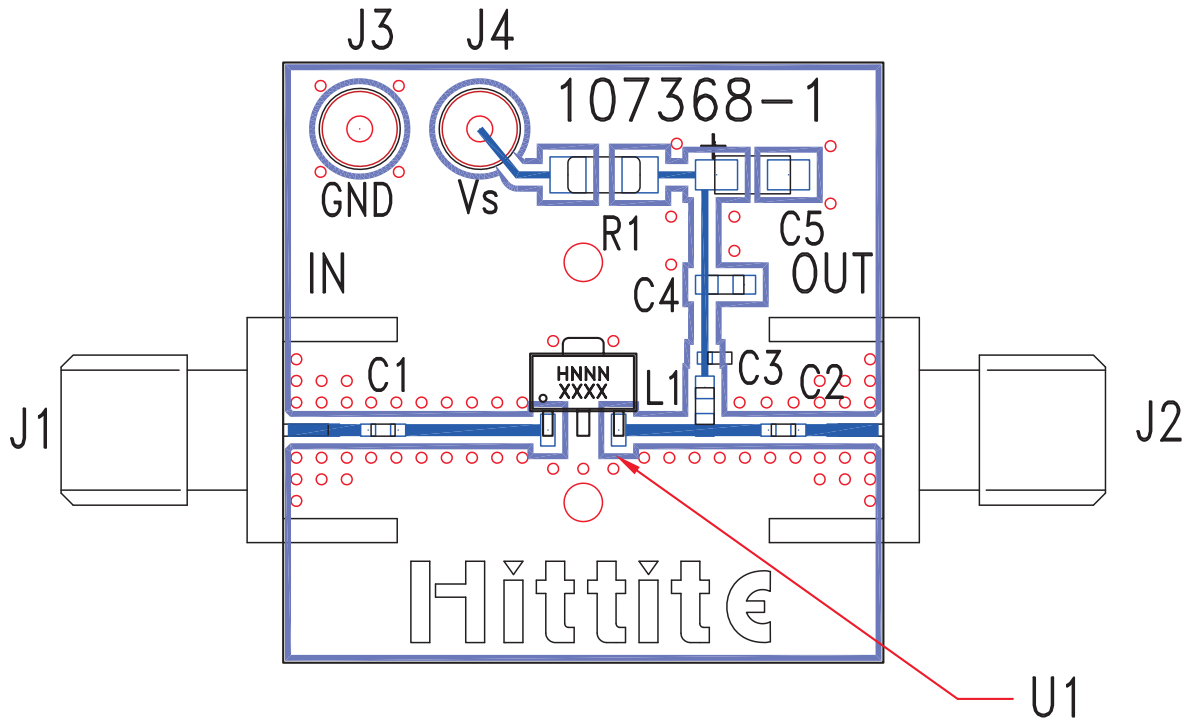 J3
J4
107368-1
GND
Vs
R1
C5
IN
C4
OUT
HNNN
XXXX
C1
L1
C3
C2
J1
J2
Hittite
U1